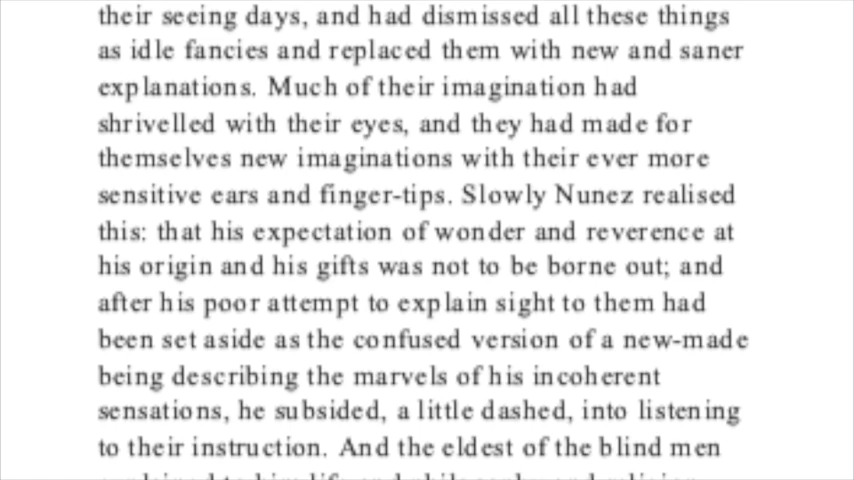 their seeing days, and had dismissed all these things
as idle fancies and replaced them with new and saner
explanations. Much of their imagination had
shrivelled with their eyes, and they had made for
themselves new imaginations with their ever more
sensitive ears and finger-tips. Slowly Nunez realised
this: that his expectation of wonder and reverence at
his origin and his gifts was not to be borne out; and
after his poor attempt to explain sight to them had
been set aside as the confused version of a new-made
being describing the marvels of his incoherent
sensations, he subsided, a little dashed, into listening
to their instruction. And the eldest of the blind men